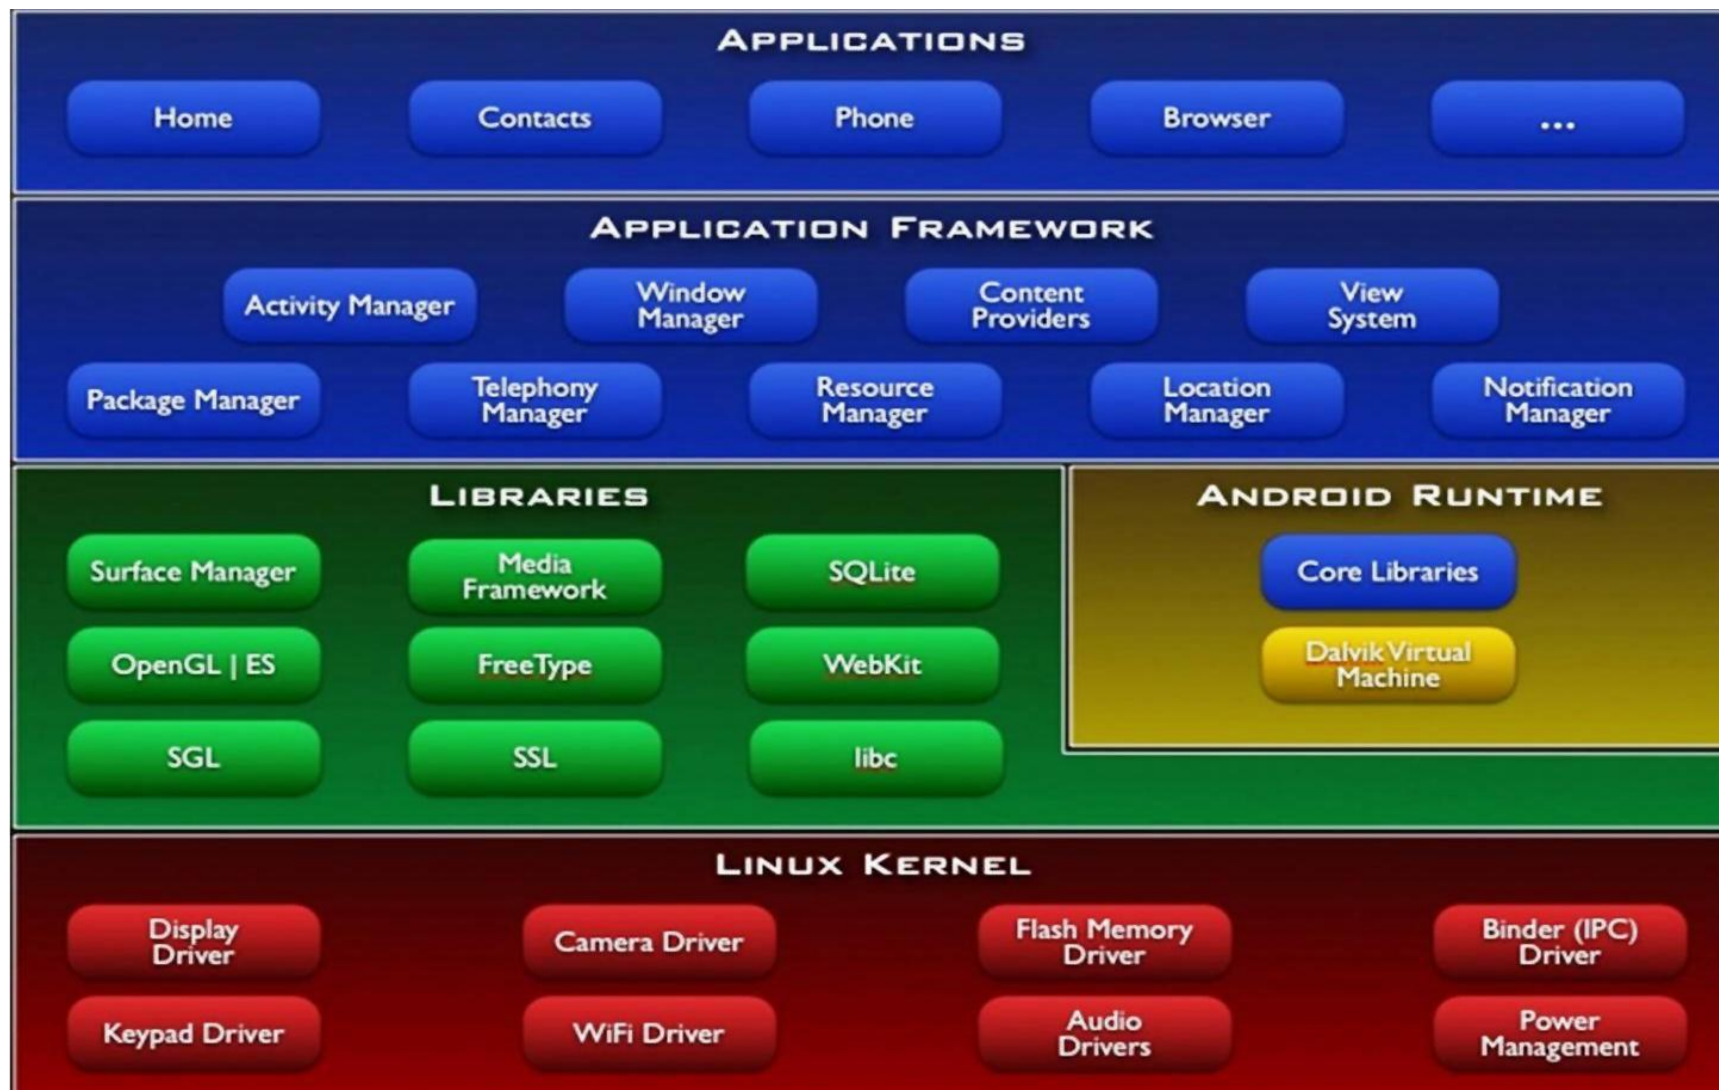 APPLICATIONS
Home
Contacts
Phone
Browser
...
APPLICATION FRAMEWORK
Activity Manager
Window
Manager
Content
Providers
View
System
Package Manager
Telephony
Manager
Resource
Manager
Location
Manager
Notification
Manager
LIBRARIES
Surface Manager
Media
Framework
SQLite
OpenGL | ES
FreeType
WebKit
SGL
SSL
libc
ANDROID RUNTIME
Core Libraries
Dalvik Virtual
Machine
LINUX KERNEL
Display
Driver
Camera Driver
Flash Memory
Driver
Binder (IPC)
Driver
Keypad Driver
WiFi Driver
Audio
Drivers
Power
Management